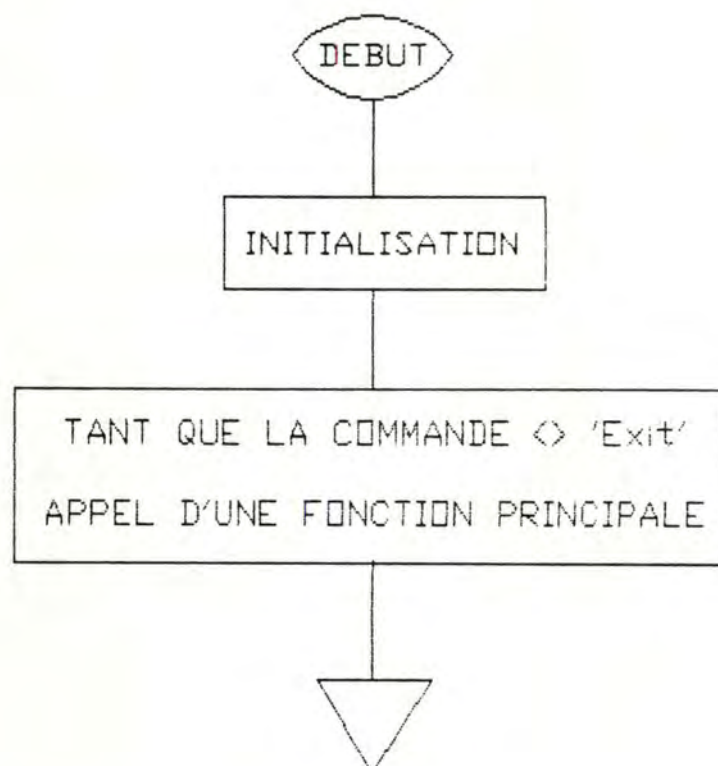 DEBUT
INITIALISATION
TANT QUE LA COMMANDE <> 'Exit'
APPEL D'UNE FONCTION PRINCIPALE